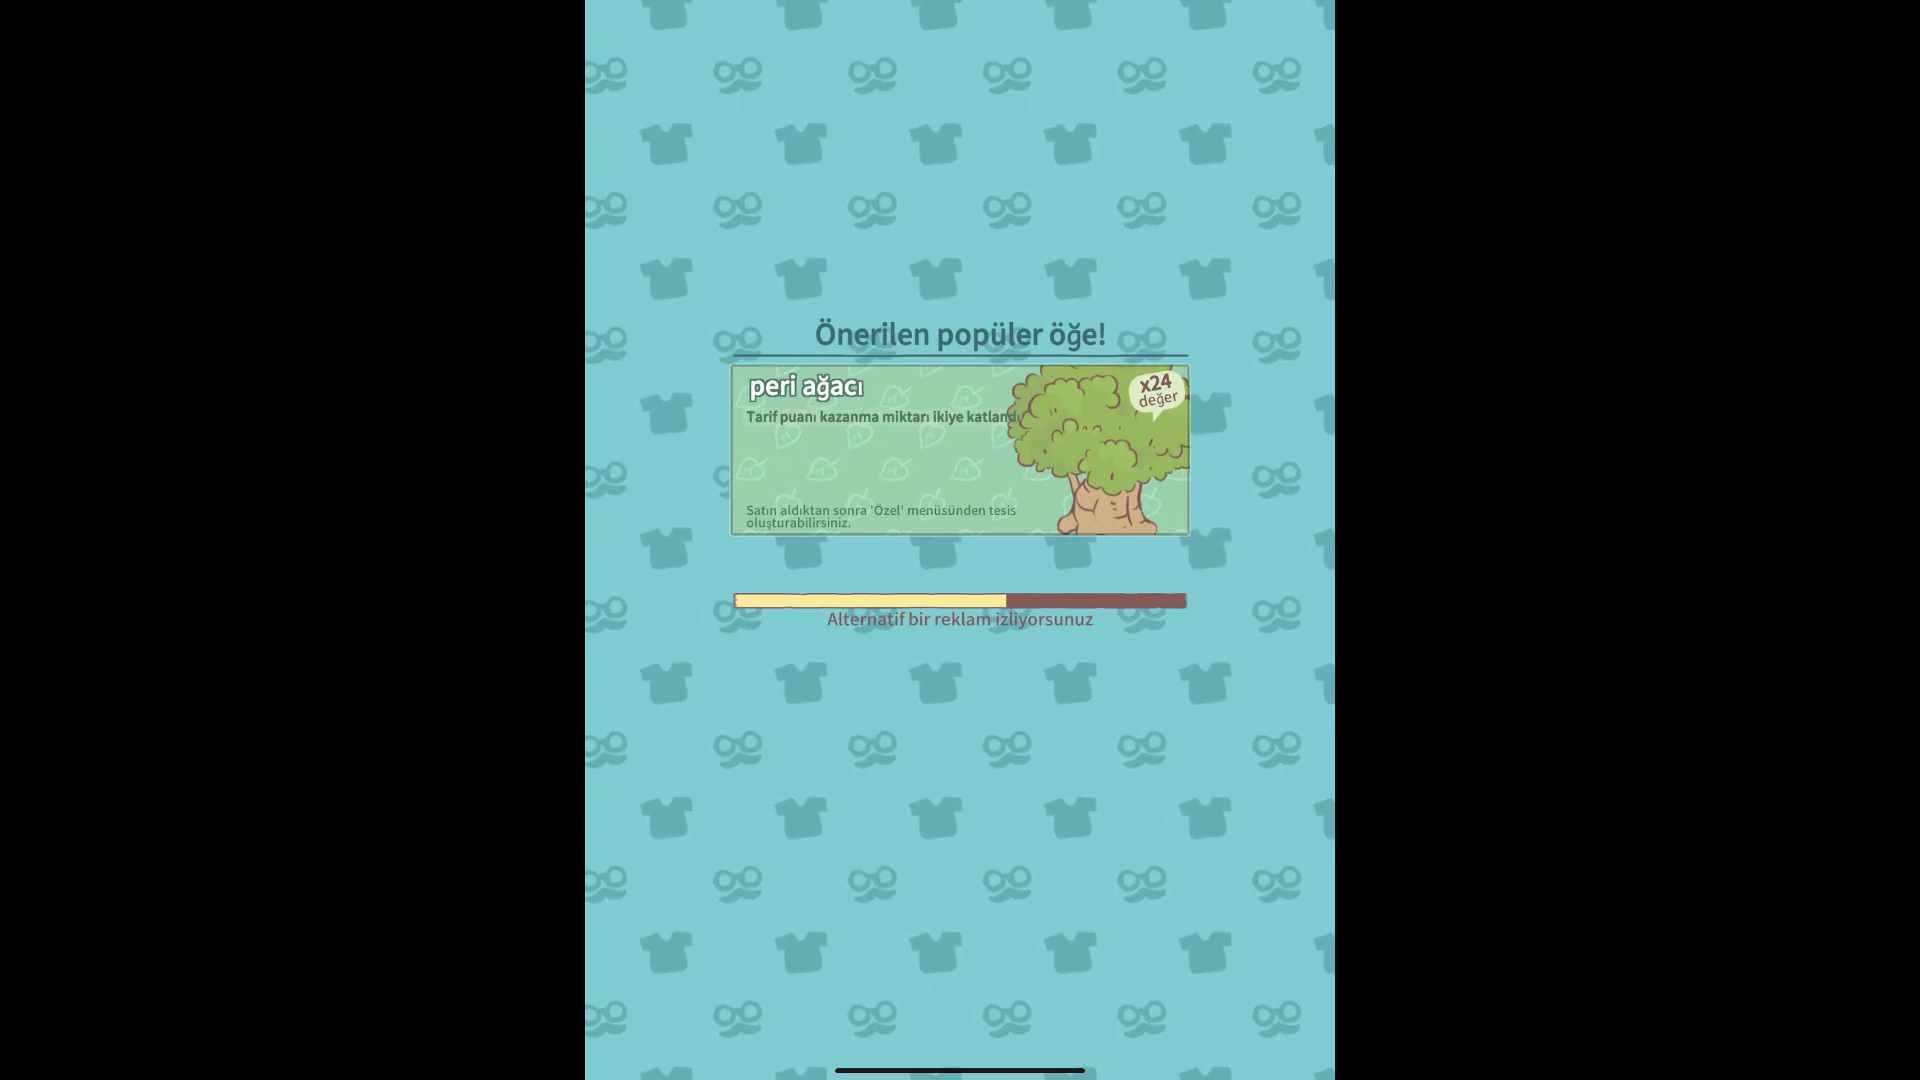 Önerilen popüler öğe!
peri ağacı
x24
değer
Tarif puanı kazanma miktarı ikiye katlandı
Satın aldıktan sonra 'Özel' menüsünden tesis
oluşturabilirsiniz.
Alternatif bir reklam izliyorsunuz